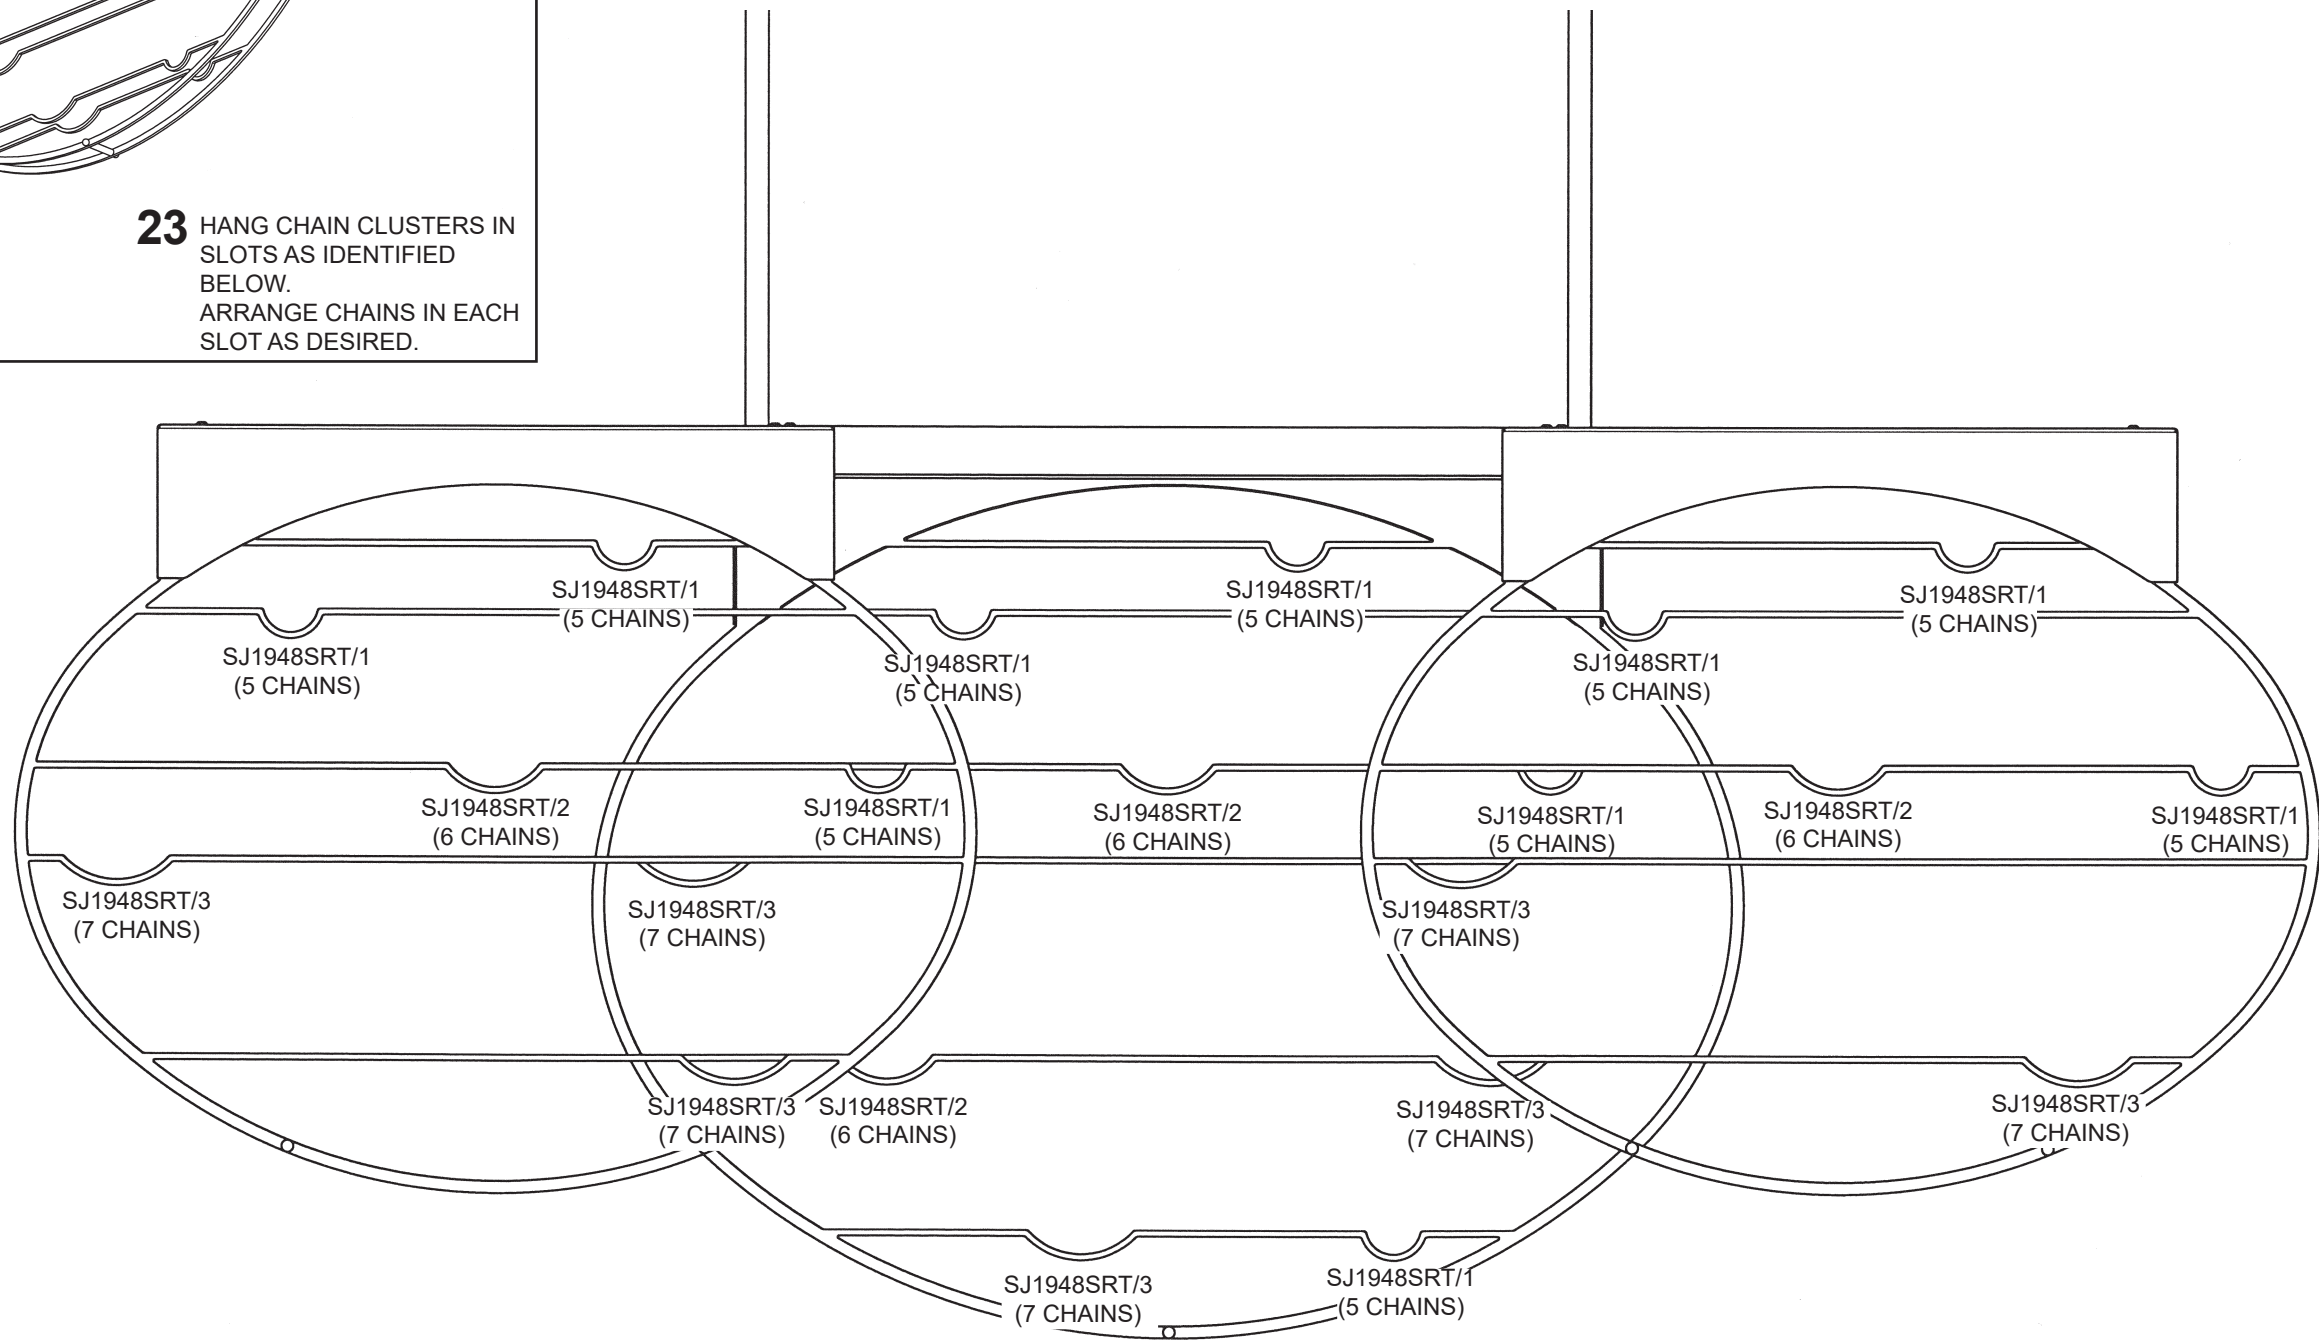 23 HANG CHAIN CLUSTERS IN
SLOTS AS IDENTIFIED
BELOW.
ARRANGE CHAINS IN EACH
SLOT AS DESIRED.
SJ1948SRT/1
(5 CHAINS)
SJ1948SRT/1
(5 CHAINS)
SJ1948SRT/1
(5 CHAINS)
SJ1948SRT/1
(5 CHAINS)
SJ1948SRT/1
(5 CHAINS)
SJ1948SRT/1
(5 CHAINS)
SJ1948SRT/2
(6 CHAINS)
SJ1948SRT/1
(5 CHAINS)
SJ1948SRT/2
(6 CHAINS)
SJ1948SRT/1
(5 CHAINS)
SJ1948SRT/2
(6 CHAINS)
SJ1948SRT/1
(5 CHAINS)
SJ1948SRT/3
(7 CHAINS)
SJ1948SRT/3
(7 CHAINS)
SJ1948SRT/3
(7 CHAINS)
SJ1948SRT/3
(7 CHAINS)
SJ1948SRT/2
(6 CHAINS)
SJ1948SRT/3
(7 CHAINS)
SJ1948SRT/3
(7 CHAINS)
SJ1948SRT/3
(7 CHAINS)
SJ1948SRT/1
(5 CHAINS)